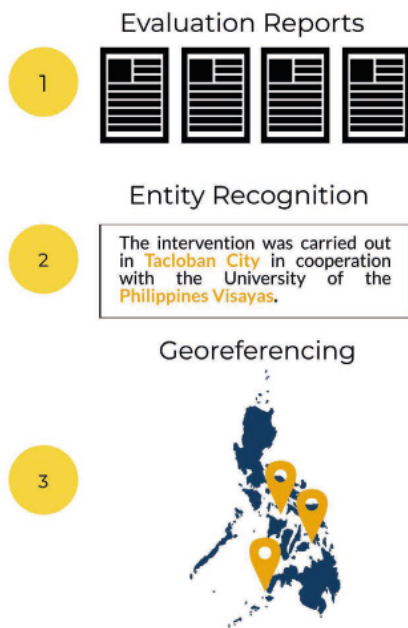 Evaluation Reports
1
Entity Recognition
2
The intervention was carried out
in Tacloban City in cooperation
with the University of the
Philippines Visayas.
Georeferencing
3